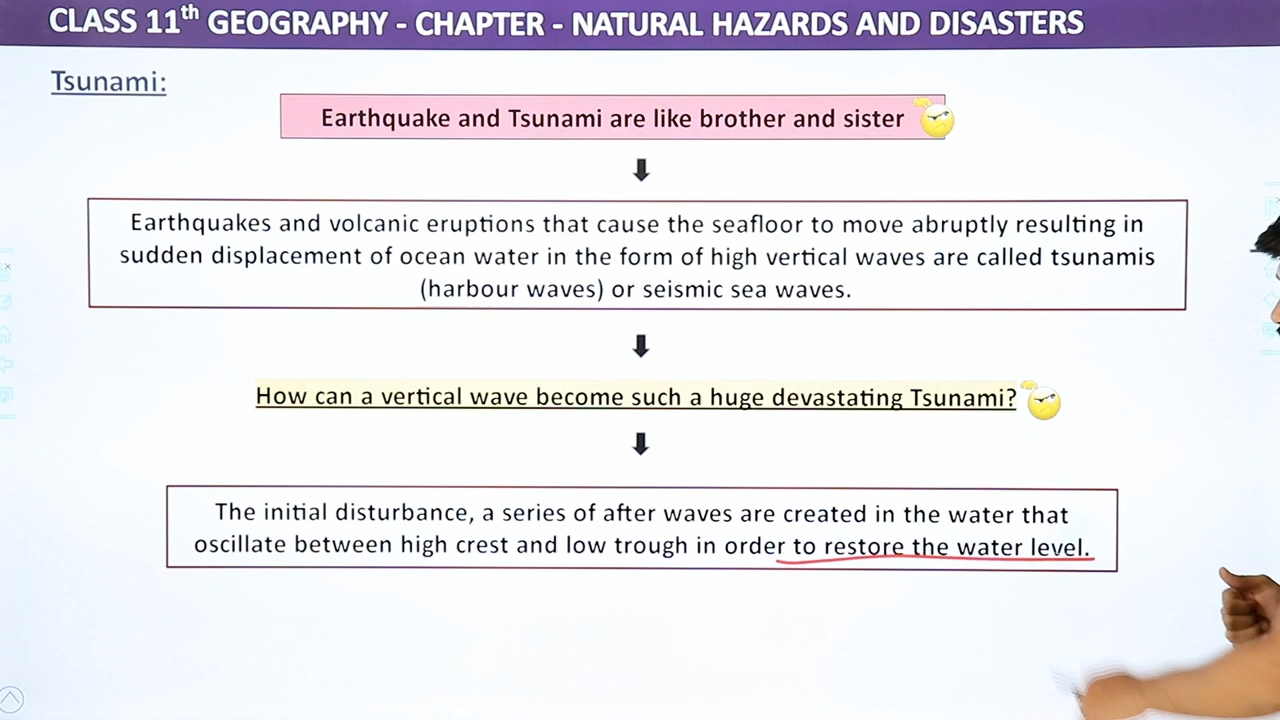 CLASS 11th GEOGRAPHY - CHAPTER - NATURAL HAZARDS AND DISASTERS
Tsunami:
Earthquake and Tsunami are like brother and sister
Earthquakes and volcanic eruptions that cause the seafloor to move abruptly resulting in
sudden displacement of ocean water in the form of high vertical waves are called tsunamis
(harbour waves) or seismic sea waves.
How can a vertical wave become such a huge devastating Tsunami?
The initial disturbance, a series of after waves are created in the water that
oscillate between high crest and low trough in order to restore the water level.